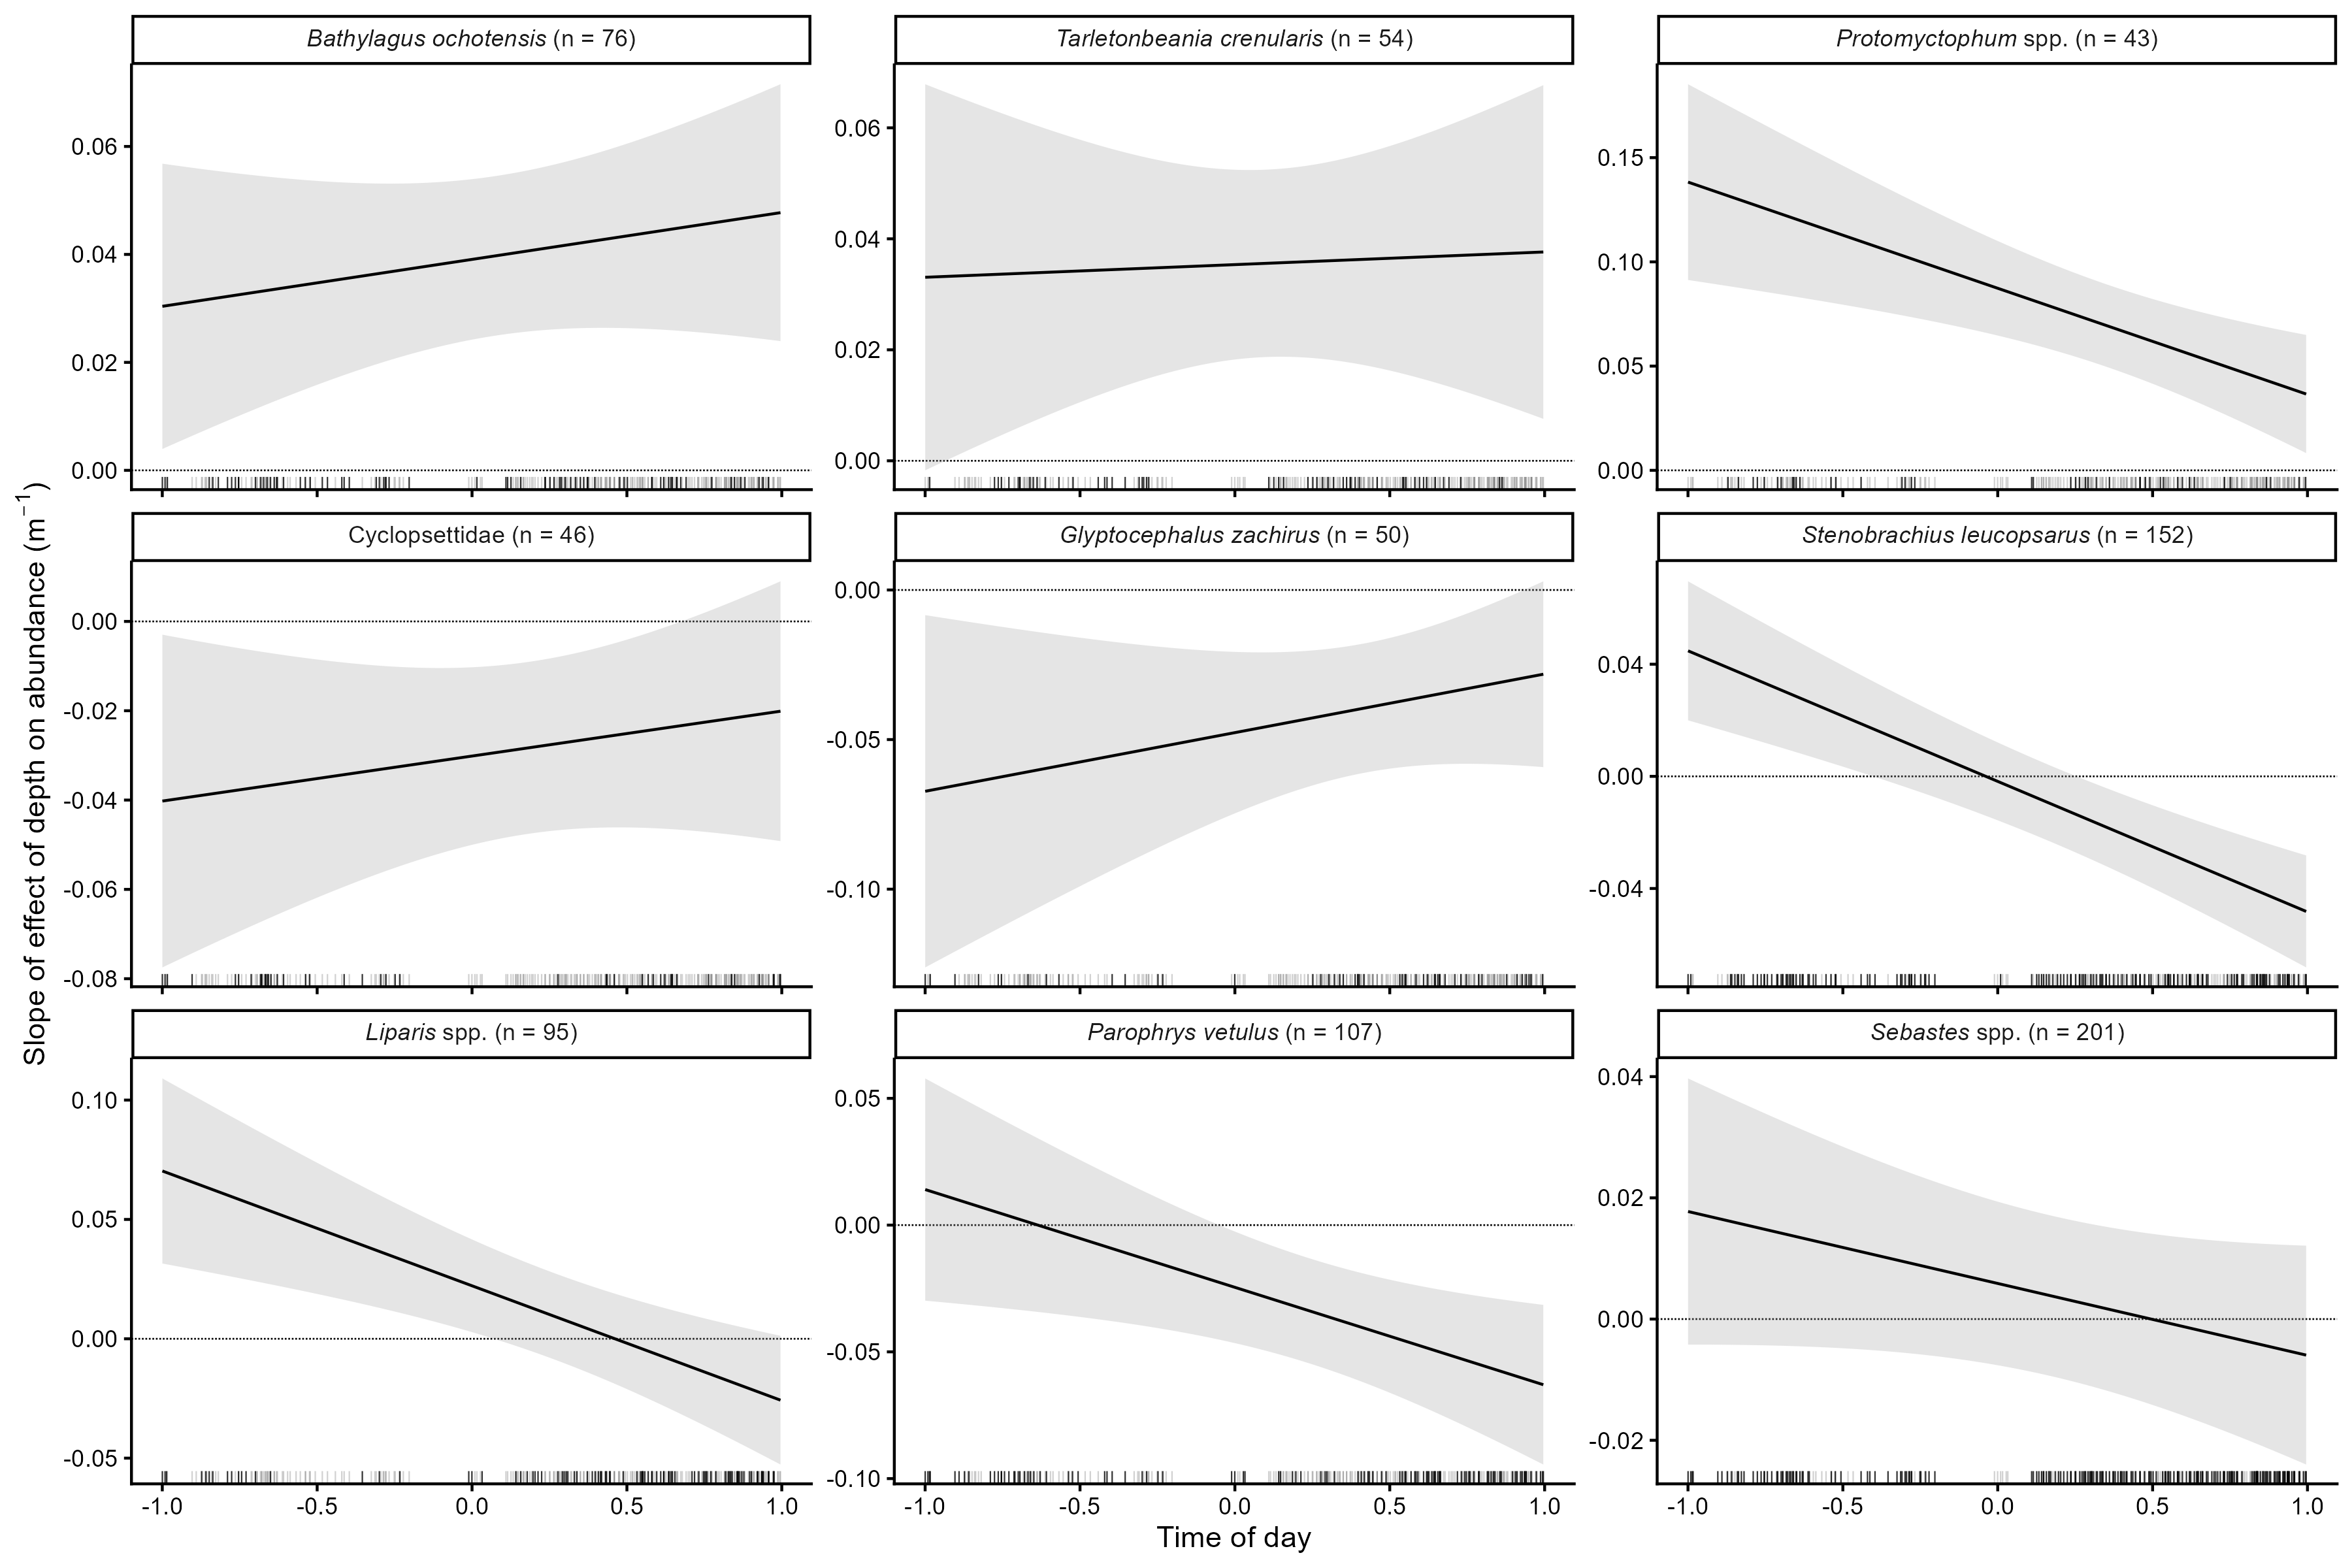 Slope of effect of depth on abundance (m⁻¹)
Bathylagus ochotensis (n = 76)
0.06
0.04
0.02
0.00
Tarletonbeania crenularis (n = 54)
0.06
0.04
0.02
0.00
Protomyctophum spp. (n = 43)
0.15
0.10
0.05
0.00
Cyclopsettidae (n = 46)
0.00
-0.02
-0.04
-0.06
-0.08
Glyptocephalus zachirus (n = 50)
0.00
-0.05
-0.10
Stenobrachius leucopsarus (n = 152)
0.04
0.00
-0.04
Liparis spp. (n = 95)
0.10
0.05
0.00
-0.05
-1.0 -0.5 0.0 0.5 1.0
Parophrys vetulus (n = 107)
0.05
0.00
-0.05
-0.10
-1.0 -0.5 0.0 0.5 1.0
Sebastes spp. (n = 201)
0.04
0.02
0.00
-0.02
-1.0 -0.5 0.0 0.5 1.0
Time of day